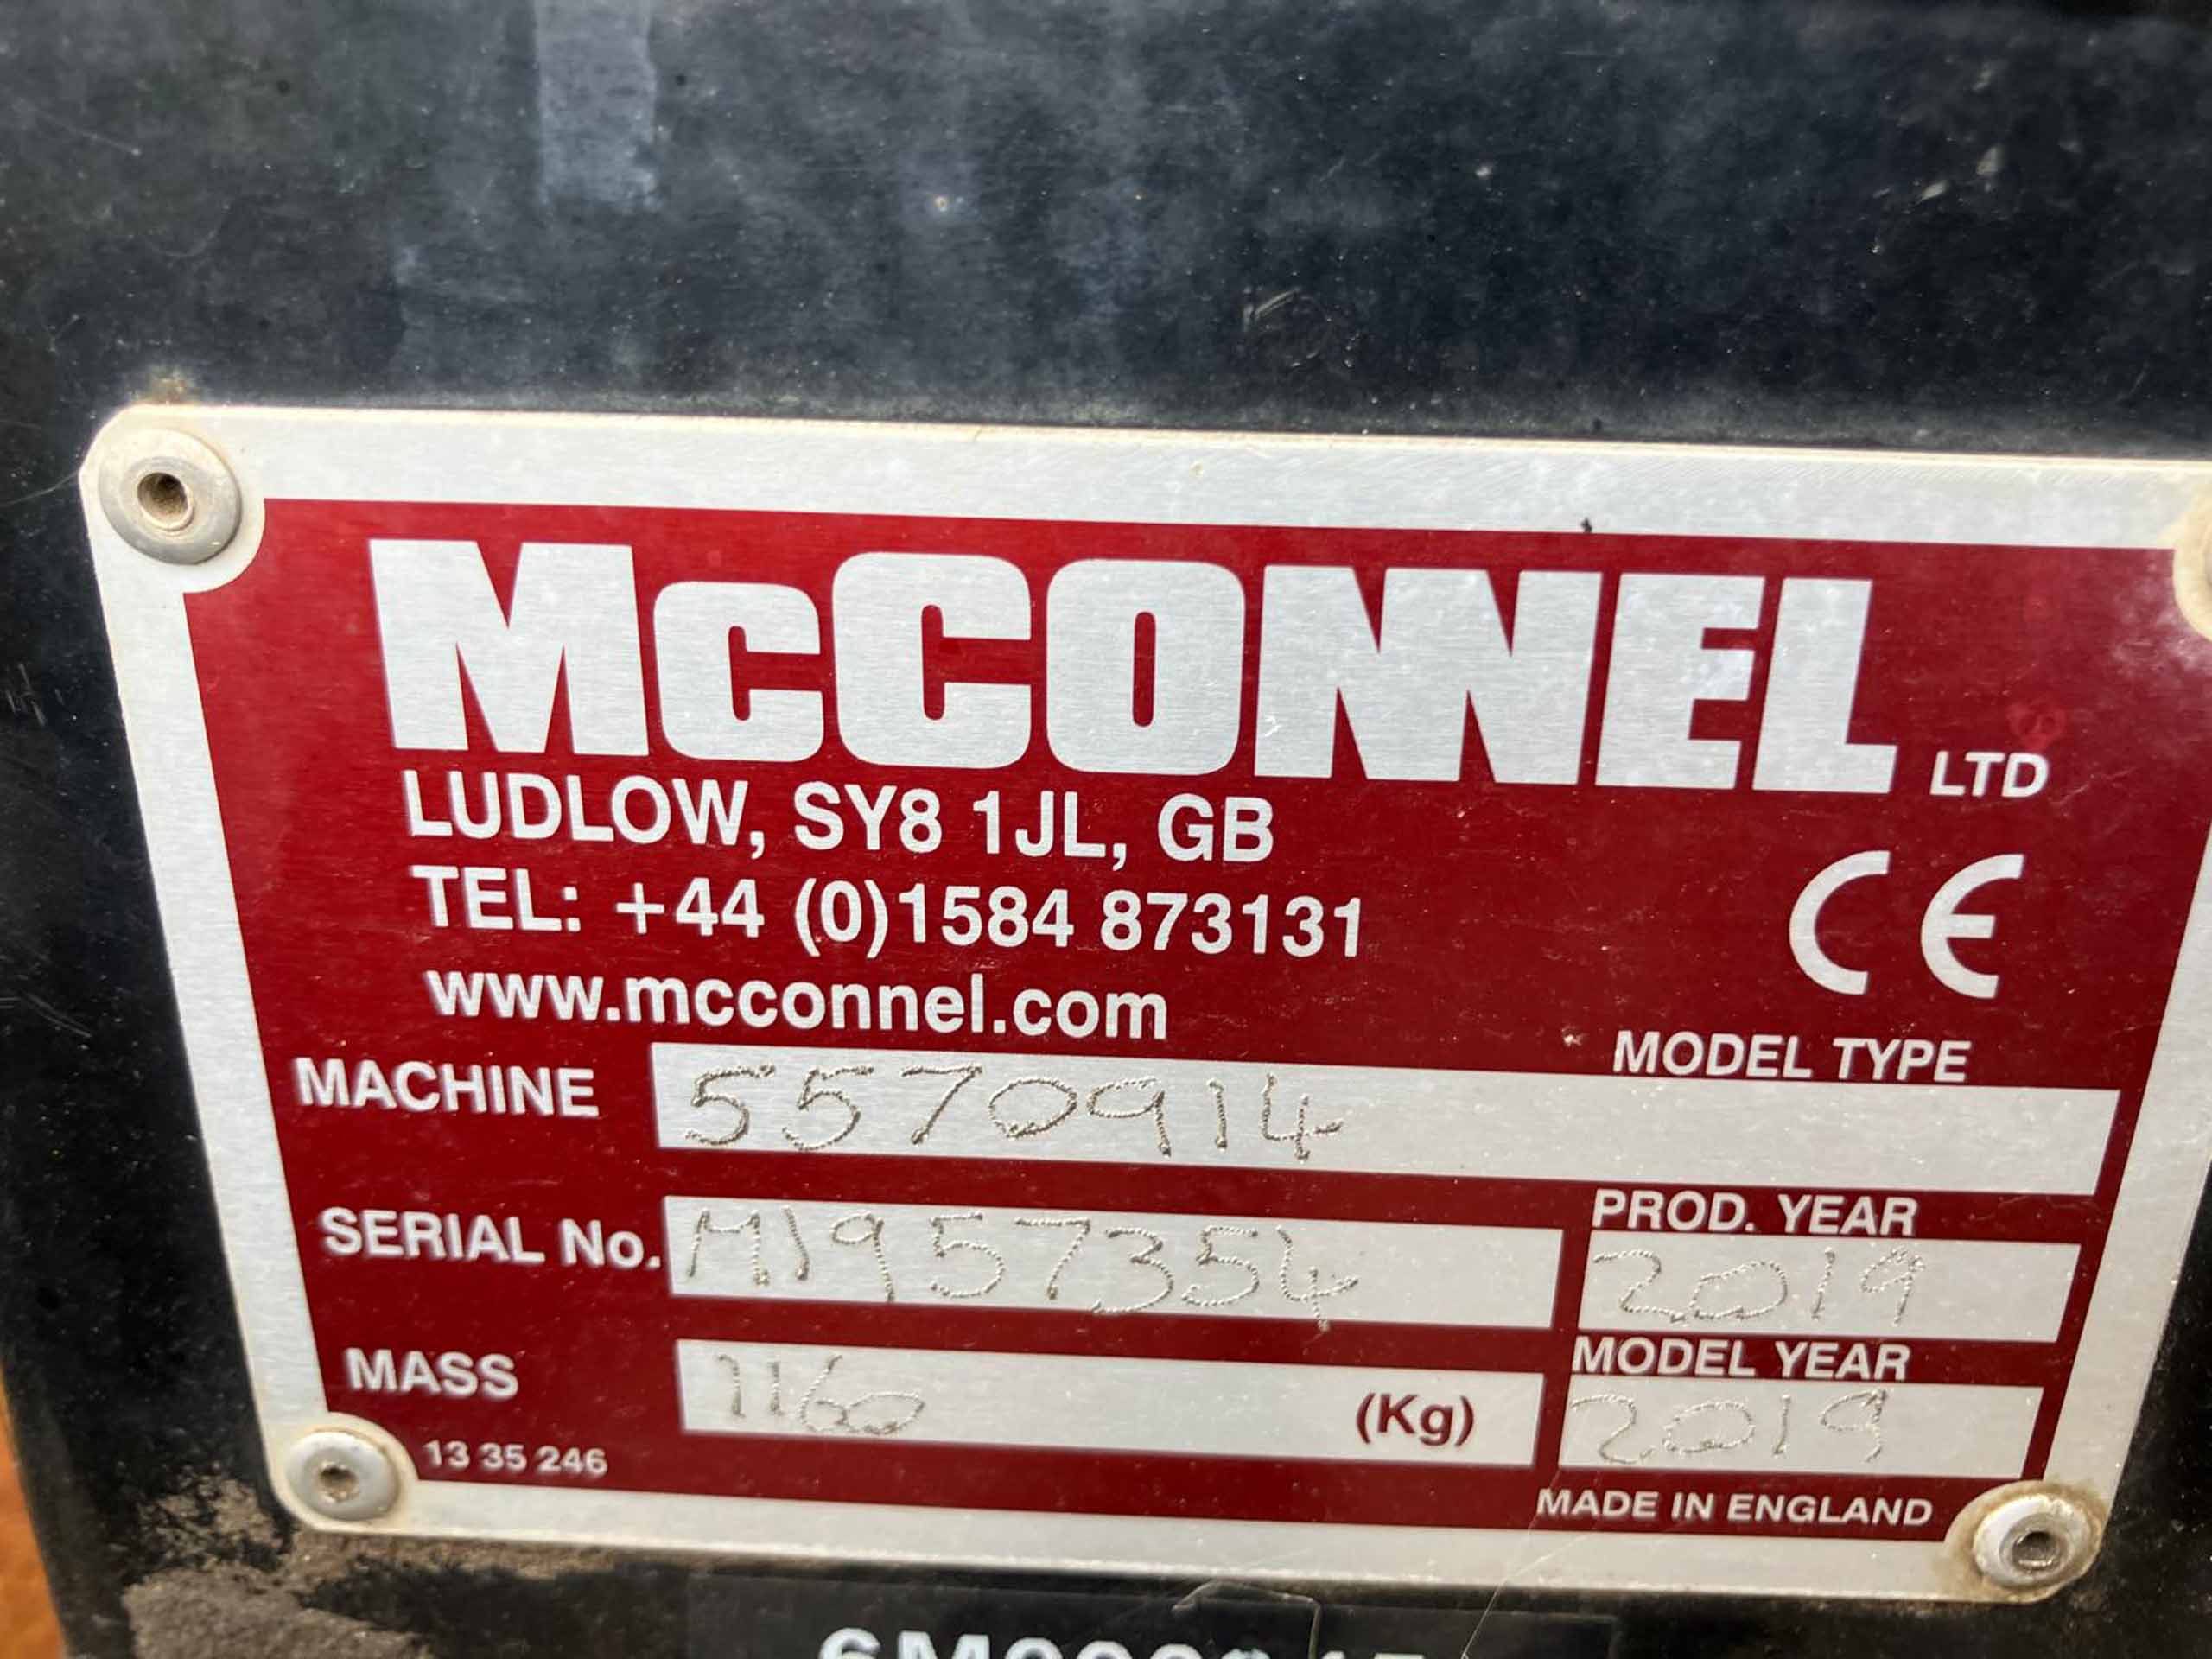 McCONNEL LTD
LUDLOW, SY8 1JL, GB
TEL: +44 (0)1584 873131
www.mcconnel.com
CE
MODEL TYPE
MACHINE 5570914
PROD. YEAR
SERIAL No. M1957354 2019
MODEL YEAR
MASS 1160 (Kg) 2019
13 35 246
MADE IN ENGLAND